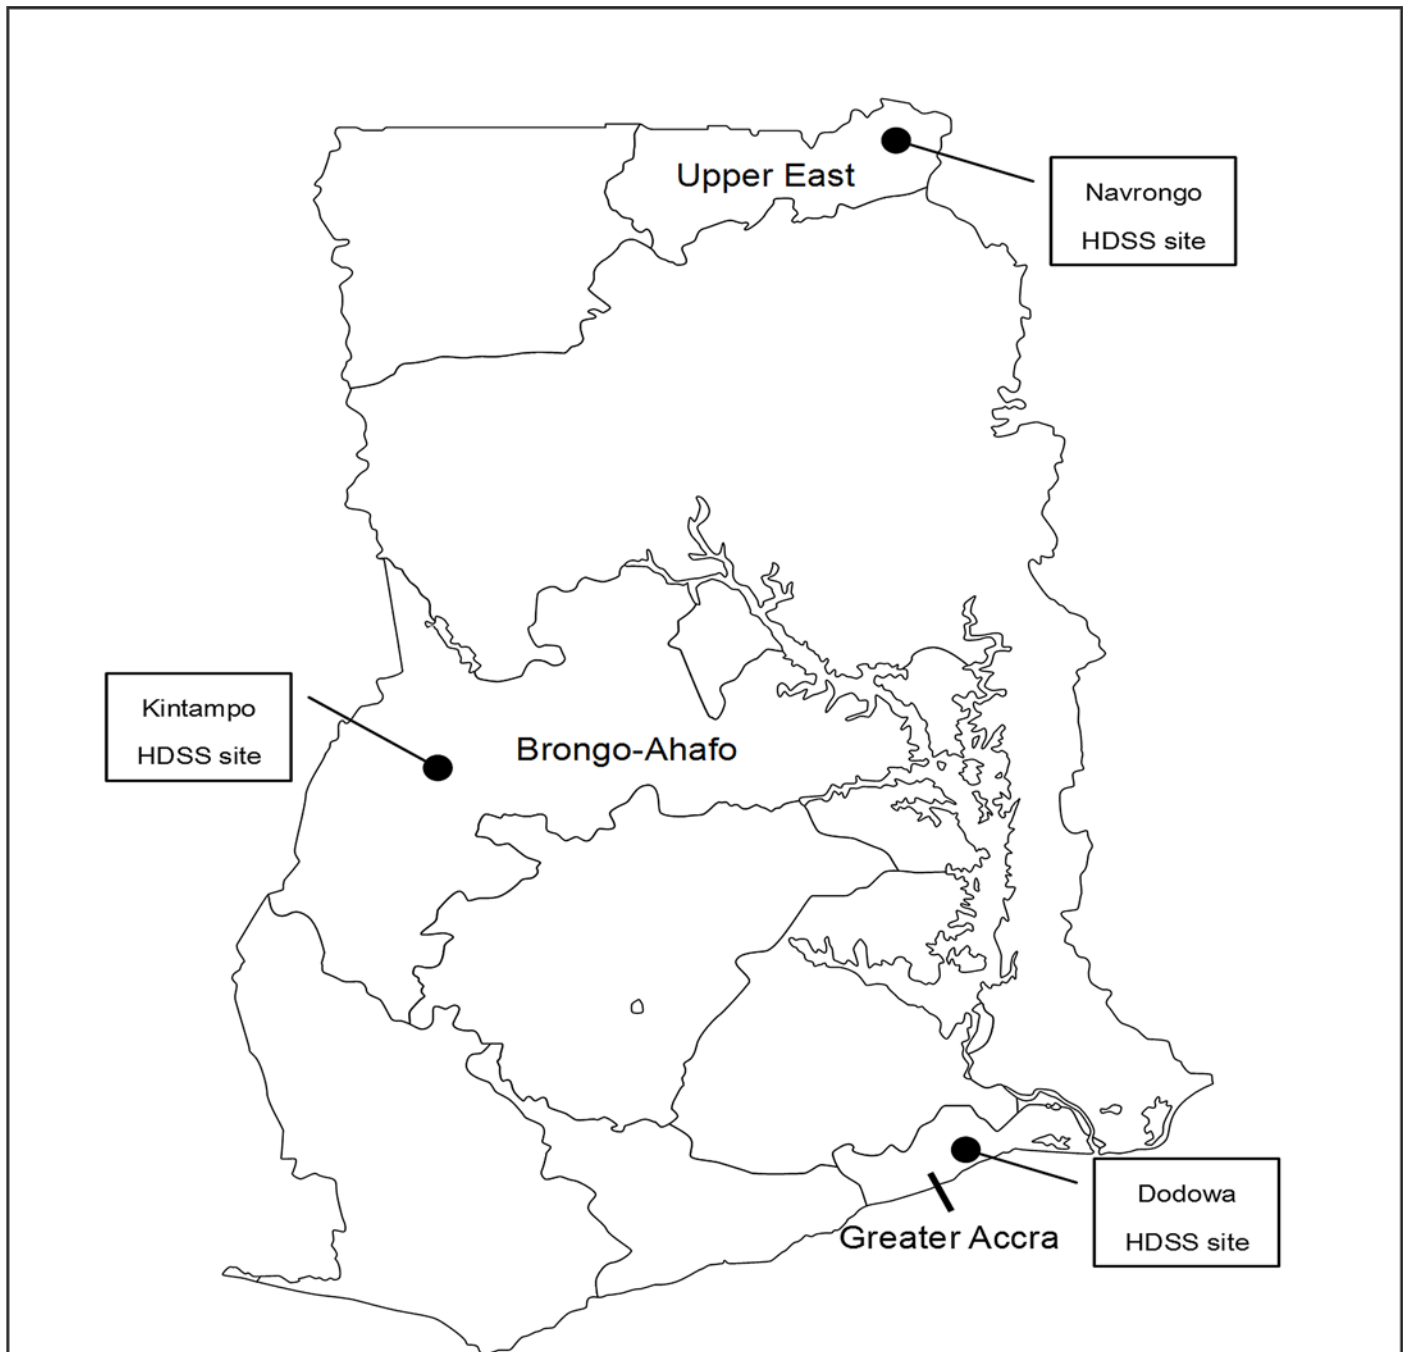 Upper East
Navrongo
HDSS site
Kintampo
HDSS site
Brongo-Ahafo
Dodowa
HDSS site
Greater Accra